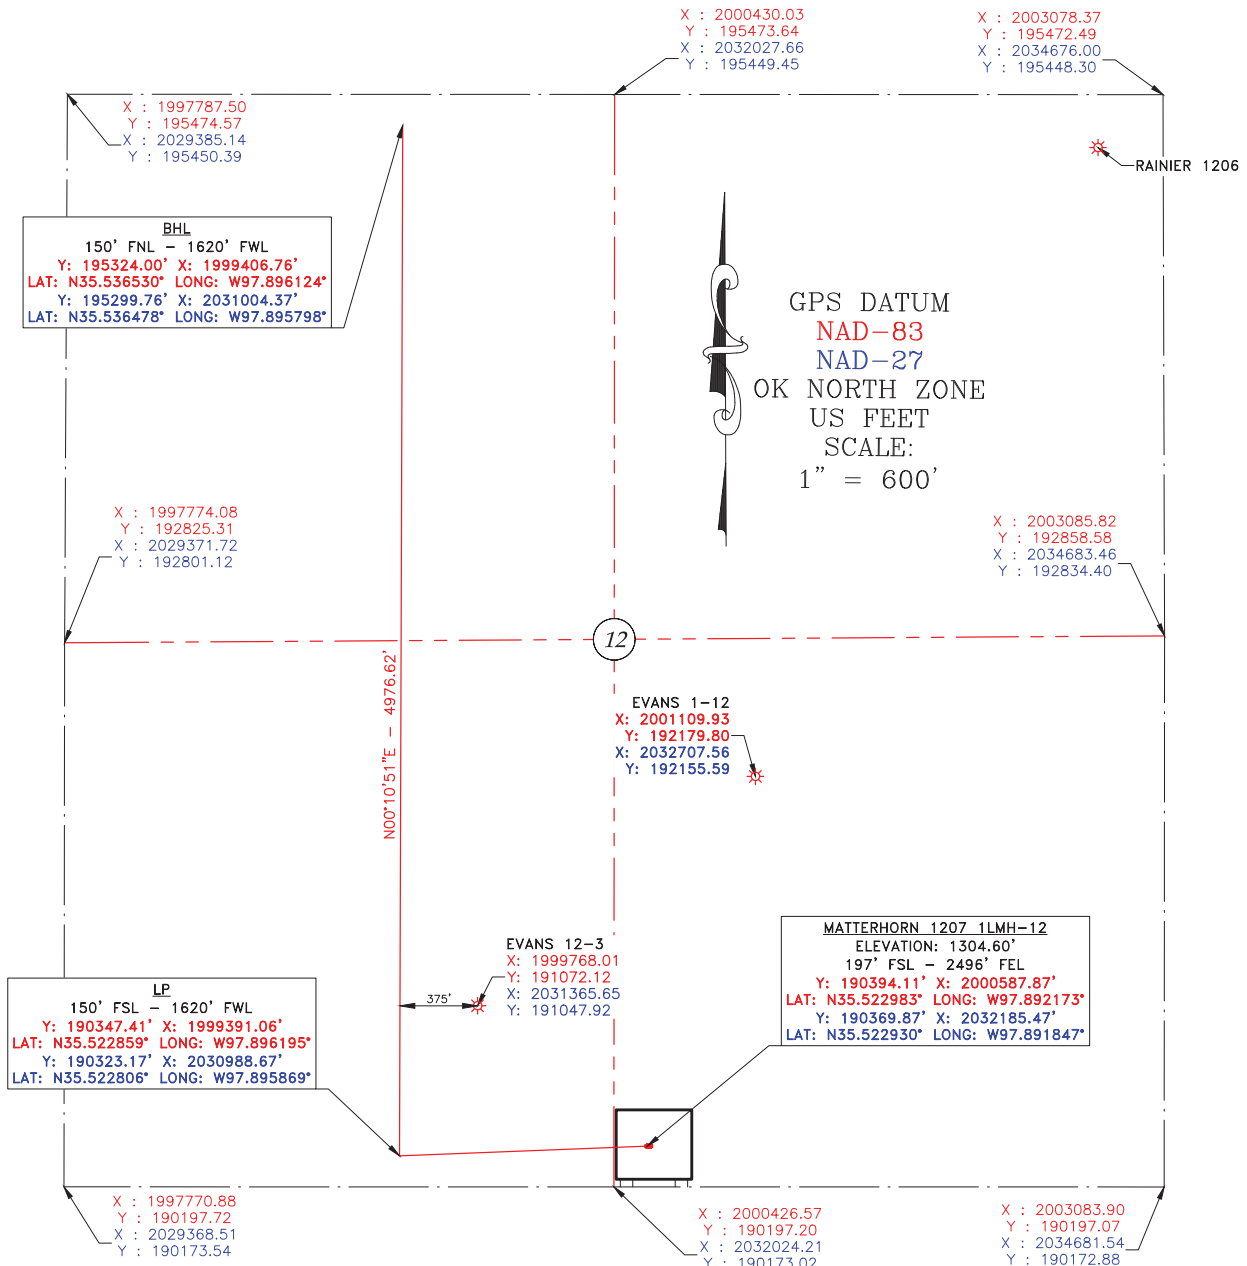 X : 2000430.03
Y : 195473.64
X : 2032027.66
Y : 195449.45
X : 2003078.37
Y : 195472.49
X : 2034676.00
Y : 195448.30
X : 1997787.50
Y : 195474.57
X : 2029385.14
Y : 195450.39
RAINIER 1206
BHL
150' FNL – 1620' FWL
Y: 195324.00' X: 1999406.76'
LAT: N35.536530° LONG: W97.896124°
Y: 195299.76' X: 2031004.37'
LAT: N35.536478° LONG: W97.895798°
GPS DATUM
NAD–83
NAD–27
OK NORTH ZONE
US FEET
SCALE:
1" = 600'
X : 1997774.08
Y : 192825.31
X : 2029371.72
Y : 192801.12
X : 2003085.82
Y : 192858.58
X : 2034683.46
Y : 192834.40
12
N00°10'51"E – 4976.62'
EVANS 1–12
X: 2001109.93
Y: 192179.80
X: 2032707.56
Y: 192155.59
EVANS 12–3
X: 1999768.01
Y: 191072.12
X: 2031365.65
Y: 191047.92
375'
MATTERHORN 1207 1LMH–12
ELEVATION: 1304.60'
197' FSL – 2496' FEL
Y: 190394.11' X: 2000587.87'
LAT: N35.522983° LONG: W97.892173°
Y: 190369.87' X: 2032185.47'
LAT: N35.522930° LONG: W97.891847°
LP
150' FSL – 1620' FWL
Y: 190347.41' X: 1999391.06'
LAT: N35.522859° LONG: W97.896195°
Y: 190323.17' X: 2030988.67'
LAT: N35.522806° LONG: W97.895869°
X : 1997770.88
Y : 190197.72
X : 2029368.51
Y : 190173.54
X : 2000426.57
Y : 190197.20
X : 2032024.21
Y : 190173.02
X : 2003083.90
Y : 190197.07
X : 2034681.54
Y : 190172.88